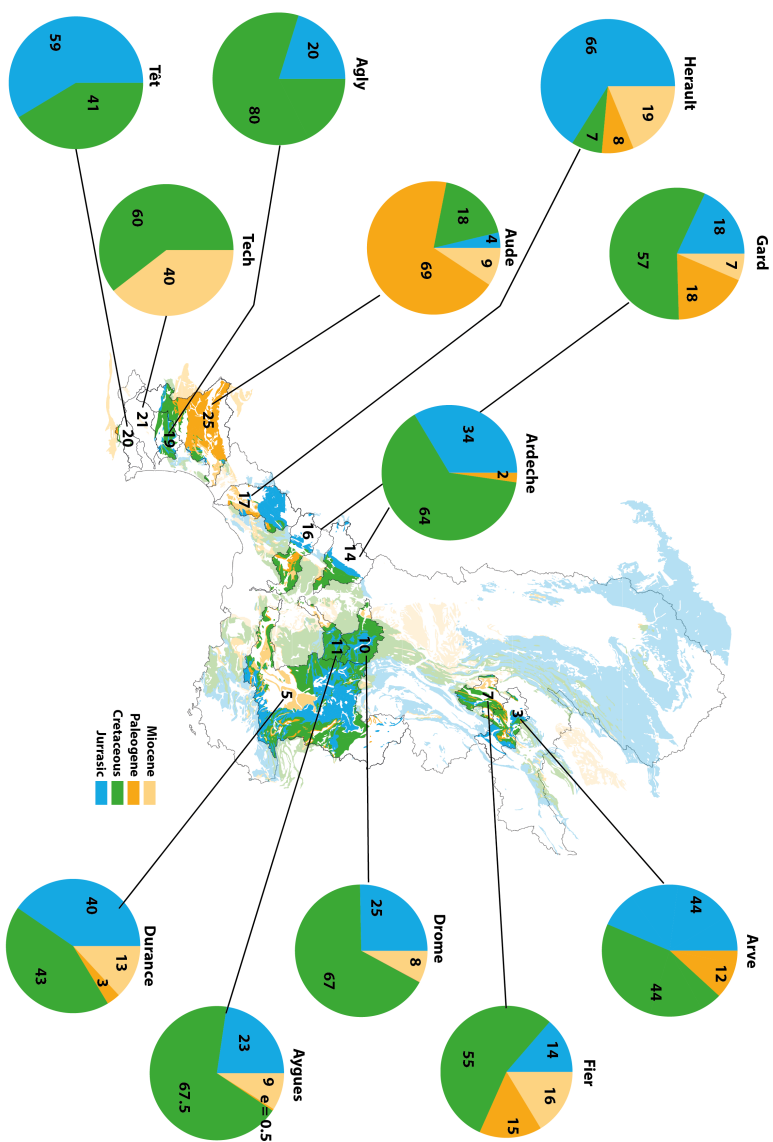 Gard
18
7
57
18
Herault
66
19
8
7
Arve
44
12
44
Fier
14
16
55
15
Ardeche
34
2
64
Aude
4
18
9
69
Agly
20
80
Drome
25
8
67
Aygues
23
9
e = 0.5
67.5
Tech
60
40
Têt
59
41
Durance
40
13
3
43
3
7
14
10
11
16
5
17
25
19
21
20
Miocene
Paleogene
Cretaceous
Jurrasic